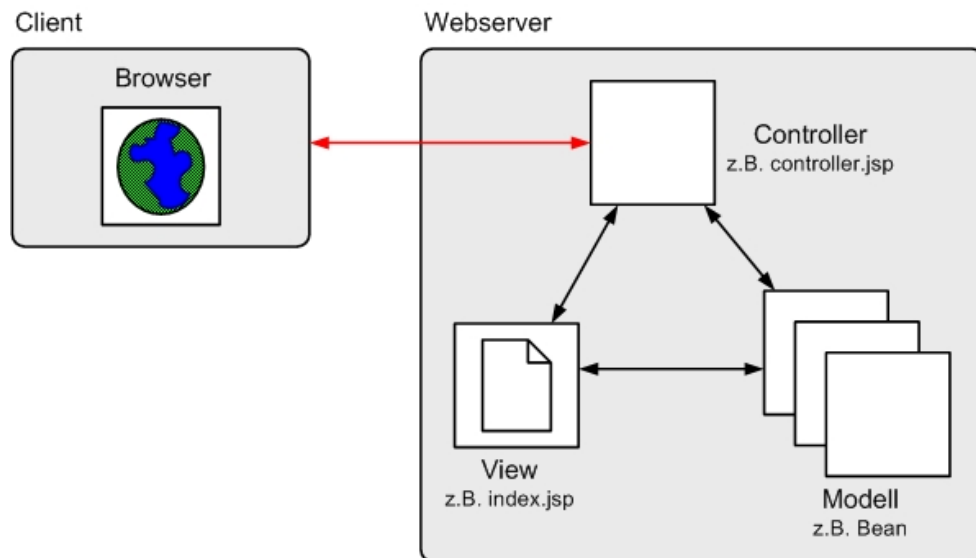 Client
Webserver
Browser
Controller
z.B. controller.jsp
View
z.B. index.jsp
Modell
z.B. Bean